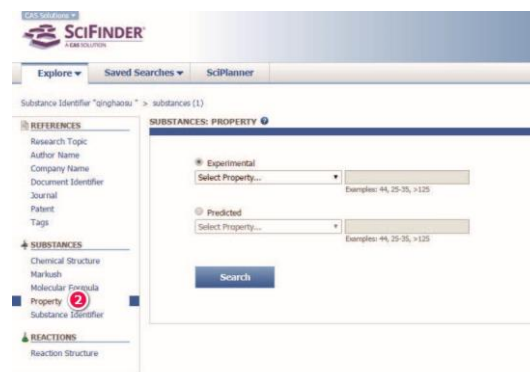 CAS Solutions ▼
SCIFINDER®
A CAS SOLUTION
Explore ▼ Saved Searches ▼ SciPlanner
Substance Identifier "qinghaosu " > substances (1)
REFERENCES
Research Topic
Author Name
Company Name
Document Identifier
Journal
Patent
Tags
SUBSTANCES
Chemical Structure
Markush
Molecular Formula
Property 2
Substance Identifier
REACTIONS
Reaction Structure
SUBSTANCES: PROPERTY ?
Experimental
Select Property... ▼
Examples: 44, 25-35, >125
Predicted
Select Property... ▼
Examples: 44, 25-35, >125
Search